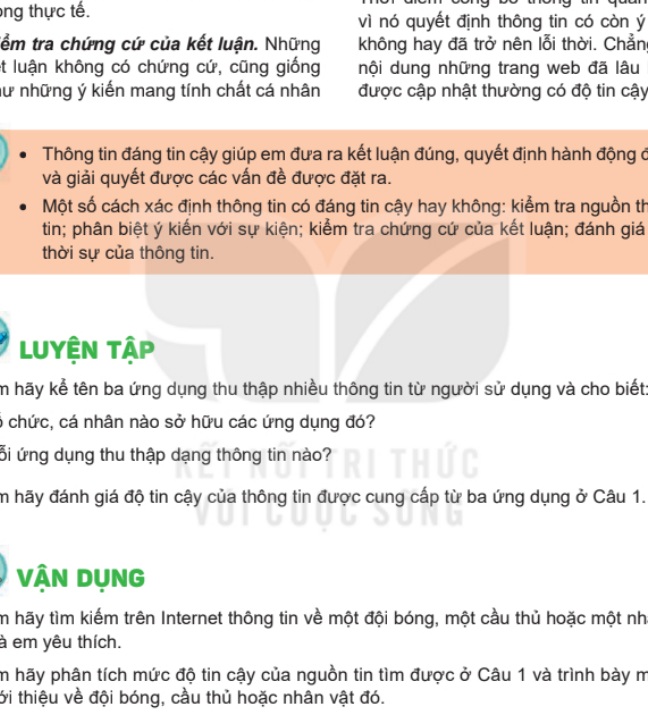 ong thực tế.
ểm tra chứng cứ của kết luận. Những
t luận không có chứng cứ, cũng giống
ư những ý kiến mang tính chất cá nhân
vì nó quyết định thông tin có còn ý
không hay đã trở nên lỗi thời. Chẳng
nội dung những trang web đã lâu
được cập nhật thường có độ tin cậy
• Thông tin đáng tin cậy giúp em đưa ra kết luận đúng, quyết định hành động đ
và giải quyết được các vấn đề được đặt ra.
• Một số cách xác định thông tin có đáng tin cậy hay không: kiểm tra nguồn th
tin; phân biệt ý kiến với sự kiện; kiểm tra chứng cứ của kết luận; đánh giá
thời sự của thông tin.
LUYỆN TẬP
m hãy kể tên ba ứng dụng thu thập nhiều thông tin từ người sử dụng và cho biết:
ổ chức, cá nhân nào sở hữu các ứng dụng đó?
ỗi ứng dụng thu thập dạng thông tin nào?
KẾT NỐI TRI THỨC
m hãy đánh giá độ tin cậy của thông tin được cung cấp từ ba ứng dụng ở Câu 1.
VỚI CUỘC SỐNG
VẬN DỤNG
m hãy tìm kiếm trên Internet thông tin về một đội bóng, một cầu thủ hoặc một nh
à em yêu thích.
m hãy phân tích mức độ tin cậy của nguồn tin tìm được ở Câu 1 và trình bày m
ới thiệu về đội bóng, cầu thủ hoặc nhân vật đó.